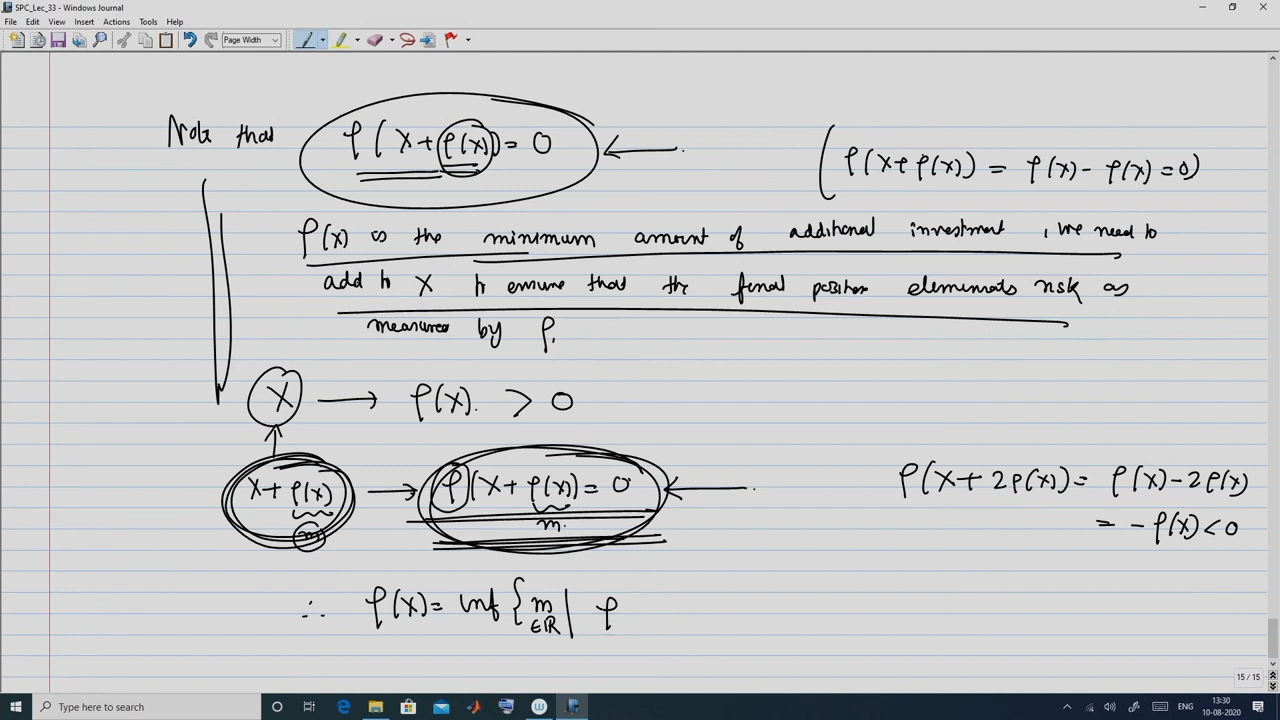 SPC_Lec_33 - Windows Journal
File Edit View Insert Actions Tools Help
Page Width
Note that ρ(X+ρ(X)) = 0 ← (ρ(X+ρ(X)) = ρ(X) - ρ(X) = 0)
ρ(X) is the minimum amount of additional investment, we need to
add to X to ensure that the final position eliminates risk as
measured by ρ.
X → ρ(X). > 0
X + ρ(X) → ρ(X + ρ(X)) = 0 ← ρ(X + 2ρ(X)) = ρ(X) - 2ρ(X)
m m. = -ρ(X) < 0
∴ ρ(X) = inf { m | ρ
∈ℝ
15 / 15
Type here to search
ENG
13:30
10-08-2020